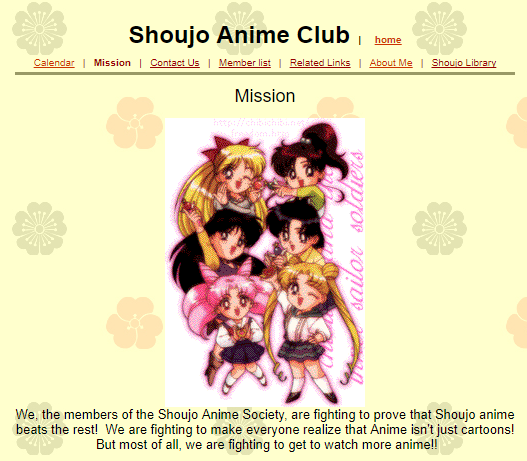 Shoujo Anime Club | home
Calendar | Mission | Contact Us | Member list | Related Links | About Me | Shoujo Library
Mission
sailor soldiers
We, the members of the Shoujo Anime Society, are fighting to prove that Shoujo anime
beats the rest! We are fighting to make everyone realize that Anime isn't just cartoons!
But most of all, we are fighting to get to watch more anime!!